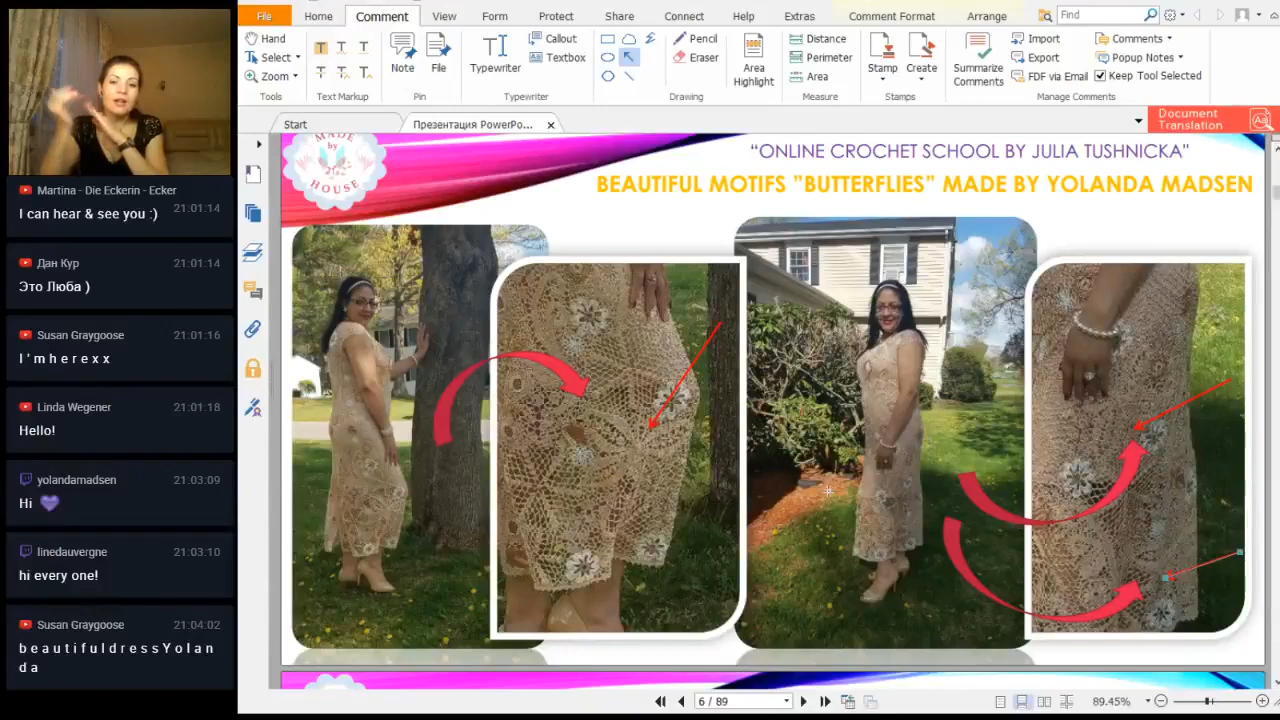 File
Home
Comment
View
Form
Protect
Share
Connect
Help
Extras
Comment Format
Arrange
Find
Hand
Select
Zoom
Tools
Text Markup
Note
File
Pin
Typewriter
Callout
Textbox
Typewriter
Pencil
Eraser
Drawing
Area
Highlight
Distance
Perimeter
Area
Measure
Stamp
Create
Stamps
Summarize
Comments
Import
Export
FDF via Email
Comments
Popup Notes
Keep Tool Selected
Manage Comments
Start
Презентация PowerPo...
Document
Translation
MADE
by
HOUSE
“ONLINE CROCHET SCHOOL BY JULIA TUSHNICKA”
BEAUTIFUL MOTIFS ”BUTTERFLIES” MADE BY YOLANDA MADSEN
Martina - Die Eckerin - Ecker
21:01:14
I can hear & see you :)
Дан Кур 21:01:14
Это Люба )
Susan Graygoose 21:01:16
I ' m h e r e x x
Linda Wegener 21:01:18
Hello!
yolandamadsen 21:03:09
Hi 💜
linedauvergne 21:03:10
hi every one!
Susan Graygoose 21:04:02
b e a u t i f u l d r e s s Y o l a n
d a
6 / 89
89.45%